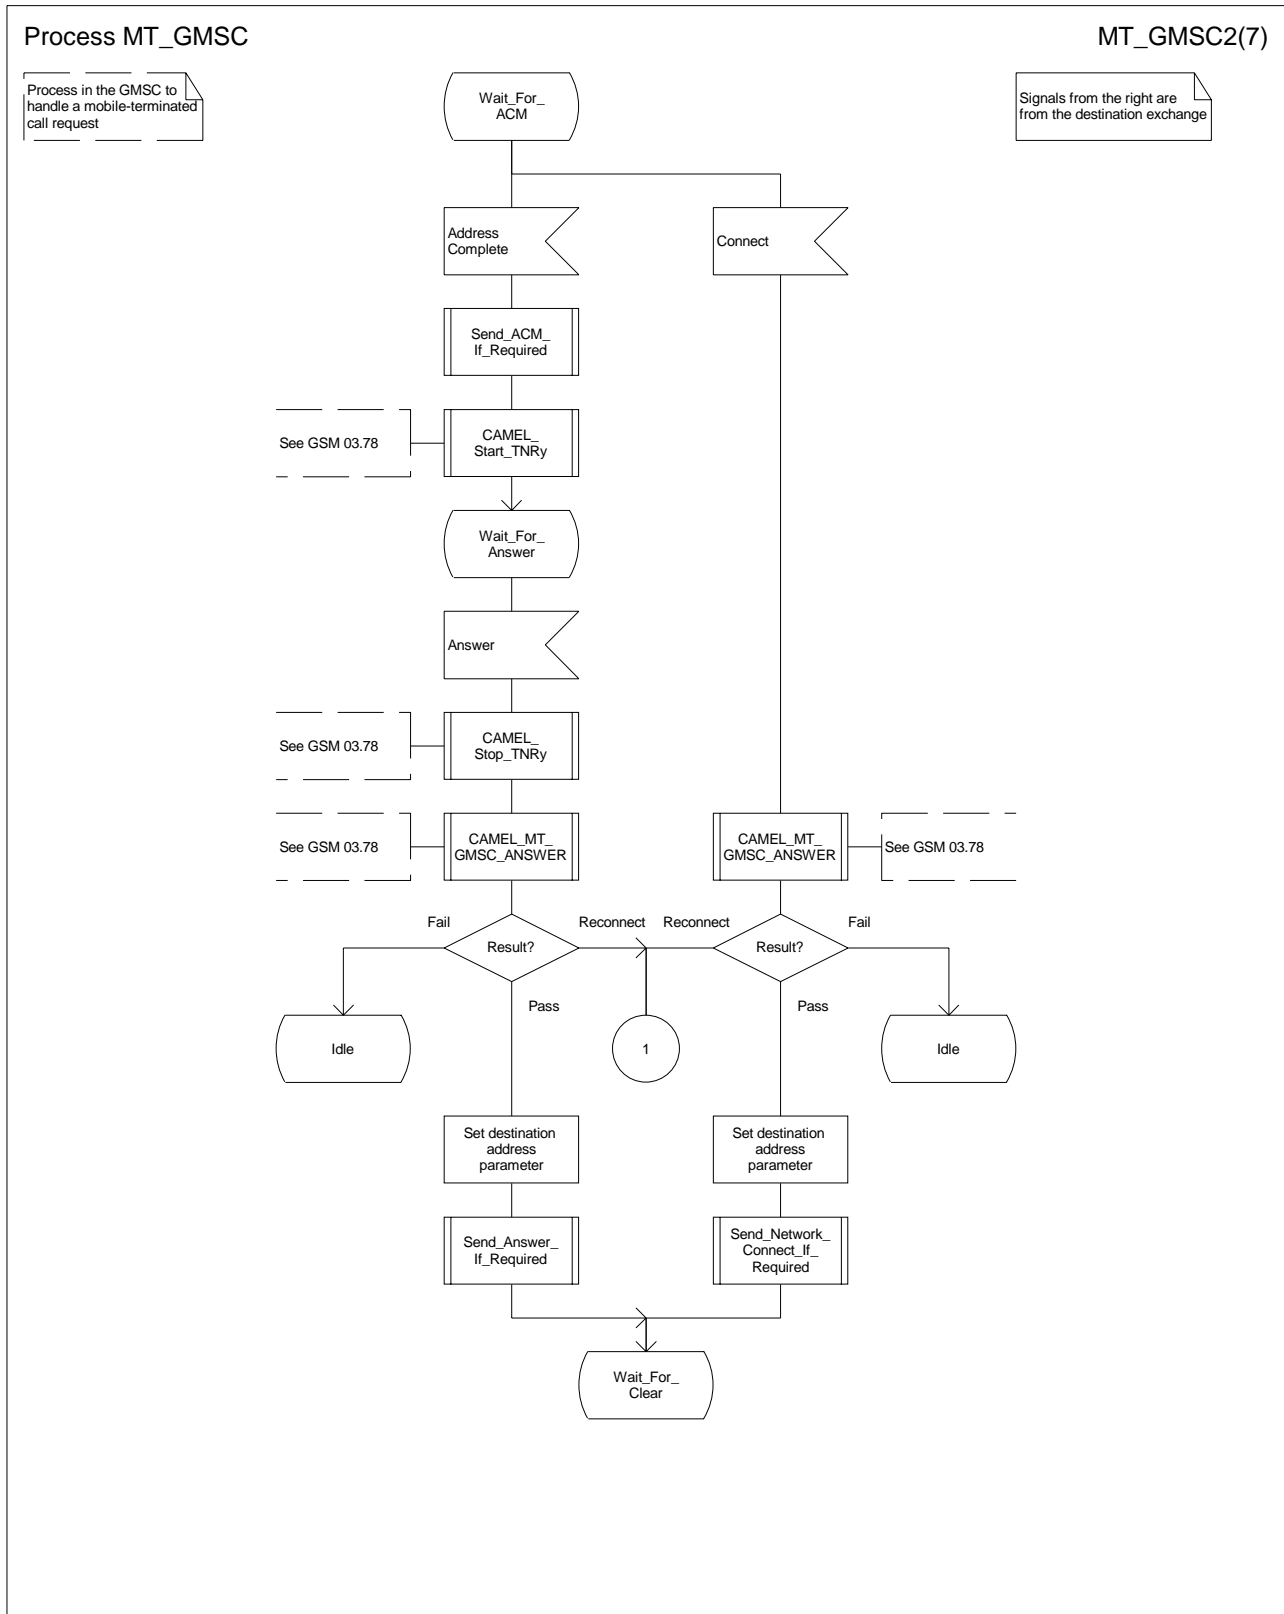 Process MT_GMSC
MT_GMSC2(7)
Process in the GMSC to
handle a mobile-terminated
call request
Signals from the right are
from the destination exchange
Wait_For_
ACM
Address
Complete
Connect
Send_ACM_
If_Required
See GSM 03.78
CAMEL_
Start_TNRy
Wait_For_
Answer
Answer
See GSM 03.78
CAMEL_
Stop_TNRy
See GSM 03.78
CAMEL_MT_
GMSC_ANSWER
CAMEL_MT_
GMSC_ANSWER
See GSM 03.78
Fail
Reconnect
Reconnect
Fail
Result?
Result?
Pass
Pass
Idle
1
Idle
Set destination
address
parameter
Set destination
address
parameter
Send_Answer_
If_Required
Send_Network_
Connect_If_
Required
Wait_For_
Clear